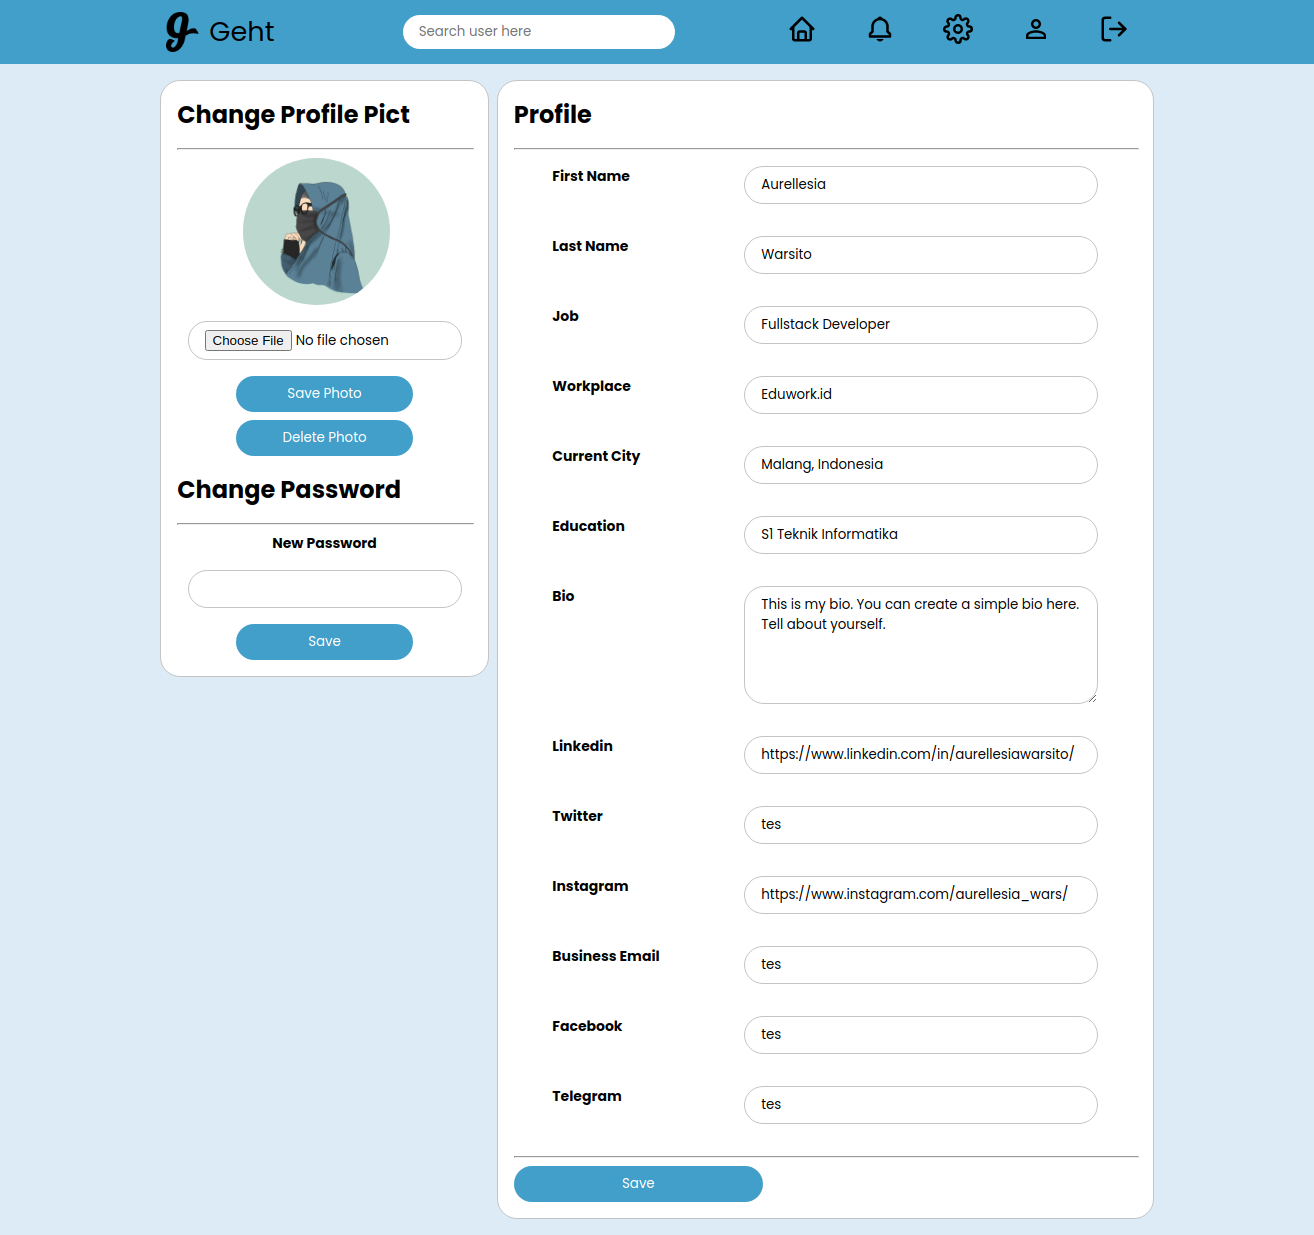 g Geht
Search user here
Change Profile Pict
Choose File No file chosen
Save Photo
Delete Photo
Change Password
New Password
Save
Profile
First Name
Aurellesia
Last Name
Warsito
Job
Fullstack Developer
Workplace
Eduwork.id
Current City
Malang, Indonesia
Education
S1 Teknik Informatika
Bio
This is my bio. You can create a simple bio here.
Tell about yourself.
Linkedin
https://www.linkedin.com/in/aurellesiawarsito/
Twitter
tes
Instagram
https://www.instagram.com/aurellesia_wars/
Business Email
tes
Facebook
tes
Telegram
tes
Save